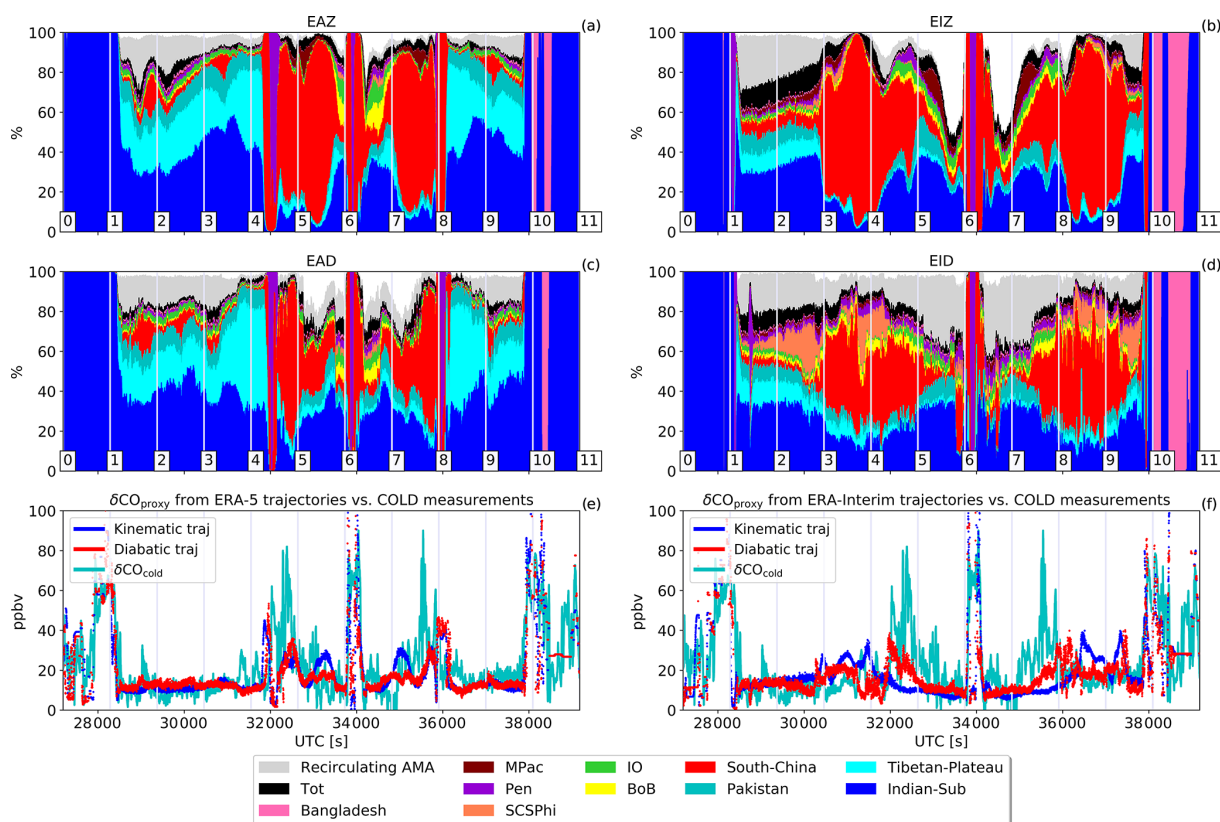 EAZ
(a)
100
80
60
40
20
0
%
0 1 2 3 4 5 6 7 8 9 10 11
EIZ
(b)
100
80
60
40
20
0
%
0 1 2 3 4 5 6 7 8 9 10 11
EAD
(c)
100
80
60
40
20
0
%
0 1 2 3 4 5 6 7 8 9 10 11
EID
(d)
100
80
60
40
20
0
%
0 1 2 3 4 5 6 7 8 9 10 11
δCOproxy from ERA-5 trajectories vs. COLD measurements
(e)
100
80
60
40
20
0
ppbv
Kinematic traj
Diabatic traj
δCOcold
28000 30000 32000 34000 36000 38000
UTC [s]
δCOproxy from ERA-Interim trajectories vs. COLD measurements
(f)
100
80
60
40
20
0
ppbv
Kinematic traj
Diabatic traj
δCOcold
28000 30000 32000 34000 36000 38000
UTC [s]
Recirculating AMA MPac IO South-China Tibetan-Plateau
Tot Pen BoB Pakistan Indian-Sub
Bangladesh SCSPhi